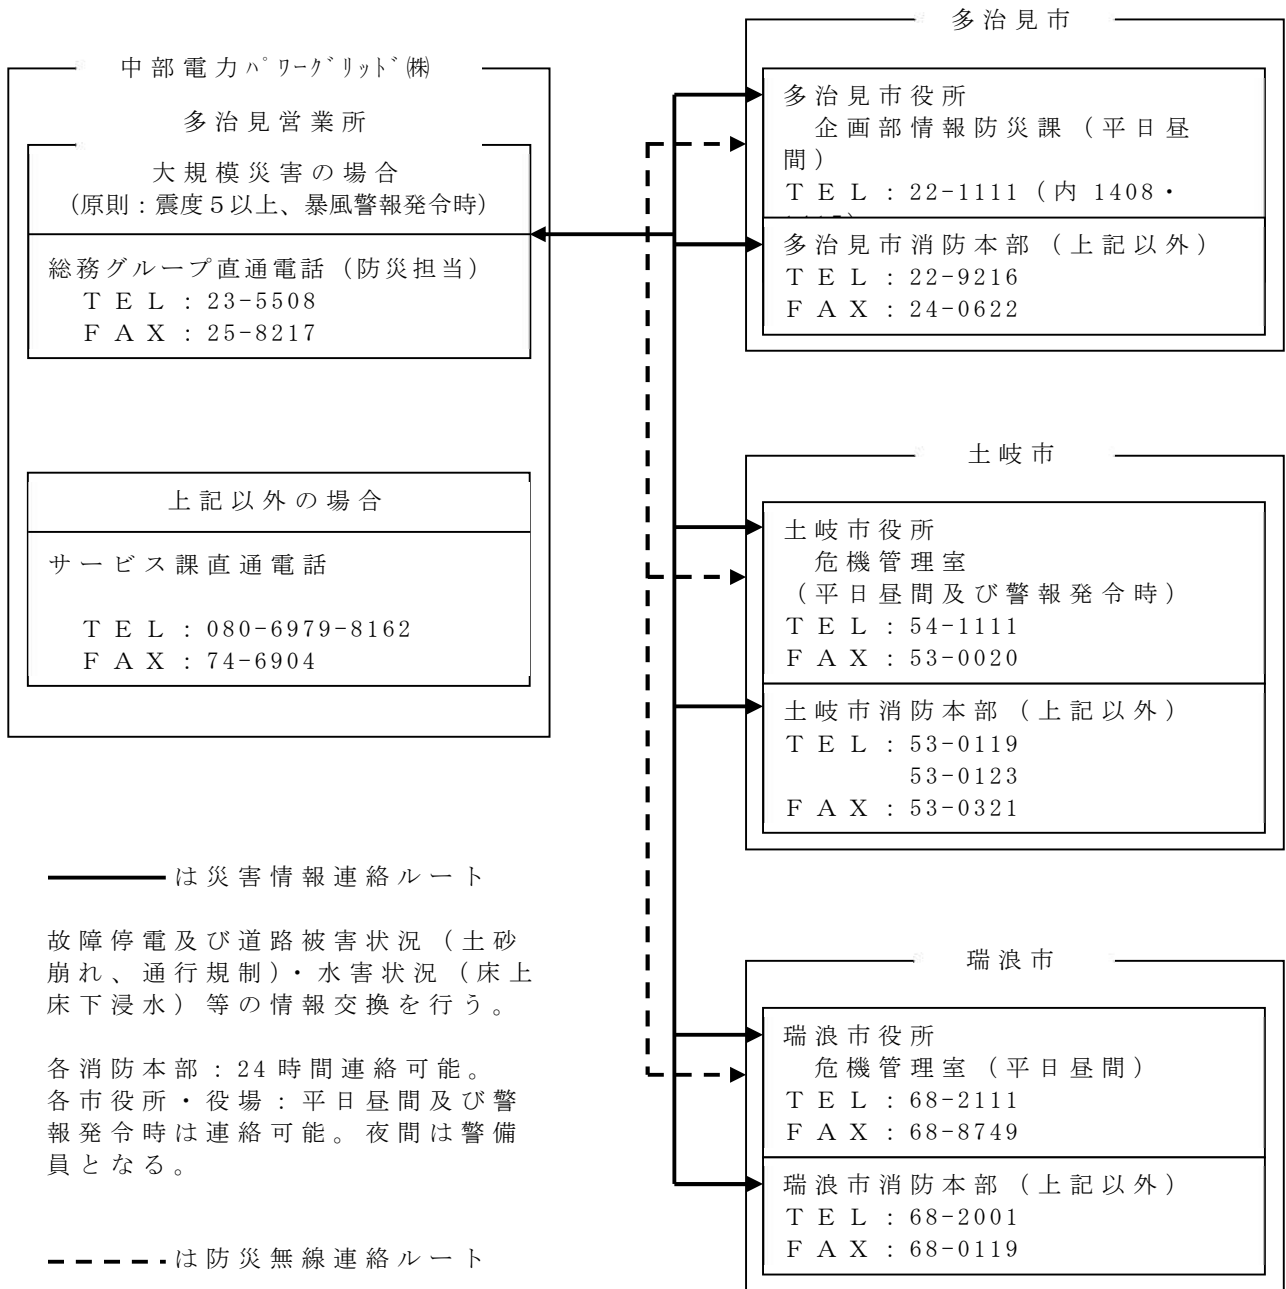 中部電力ﾊﾟﾜｰｸﾞﾘｯﾄﾞ㈱
多治見営業所
大規模災害の場合
(原則：震度５以上、暴風警報発令時)
総務グループ直通電話（防災担当）
ＴＥＬ：23-5508
ＦＡＸ：25-8217
上記以外の場合
サービス課直通電話
ＴＥＬ：080-6979-8162
ＦＡＸ：74-6904
は災害情報連絡ルート
故障停電及び道路被害状況（土砂
崩れ、通行規制）・水害状況（床上
床下浸水）等の情報交換を行う。
各消防本部：24時間連絡可能。
各市役所・役場：平日昼間及び警
報発令時は連絡可能。夜間は警備
員となる。
は防災無線連絡ルート
多治見市
多治見市役所
企画部情報防災課（平日昼
間）
ＴＥＬ：22-1111（内 1408・
多治見市消防本部（上記以外）
ＴＥＬ：22-9216
ＦＡＸ：24-0622
土岐市
土岐市役所
危機管理室
（平日昼間及び警報発令時）
ＴＥＬ：54-1111
ＦＡＸ：53-0020
土岐市消防本部（上記以外）
ＴＥＬ：53-0119
53-0123
ＦＡＸ：53-0321
瑞浪市
瑞浪市役所
危機管理室（平日昼間）
ＴＥＬ：68-2111
ＦＡＸ：68-8749
瑞浪市消防本部（上記以外）
ＴＥＬ：68-2001
ＦＡＸ：68-0119